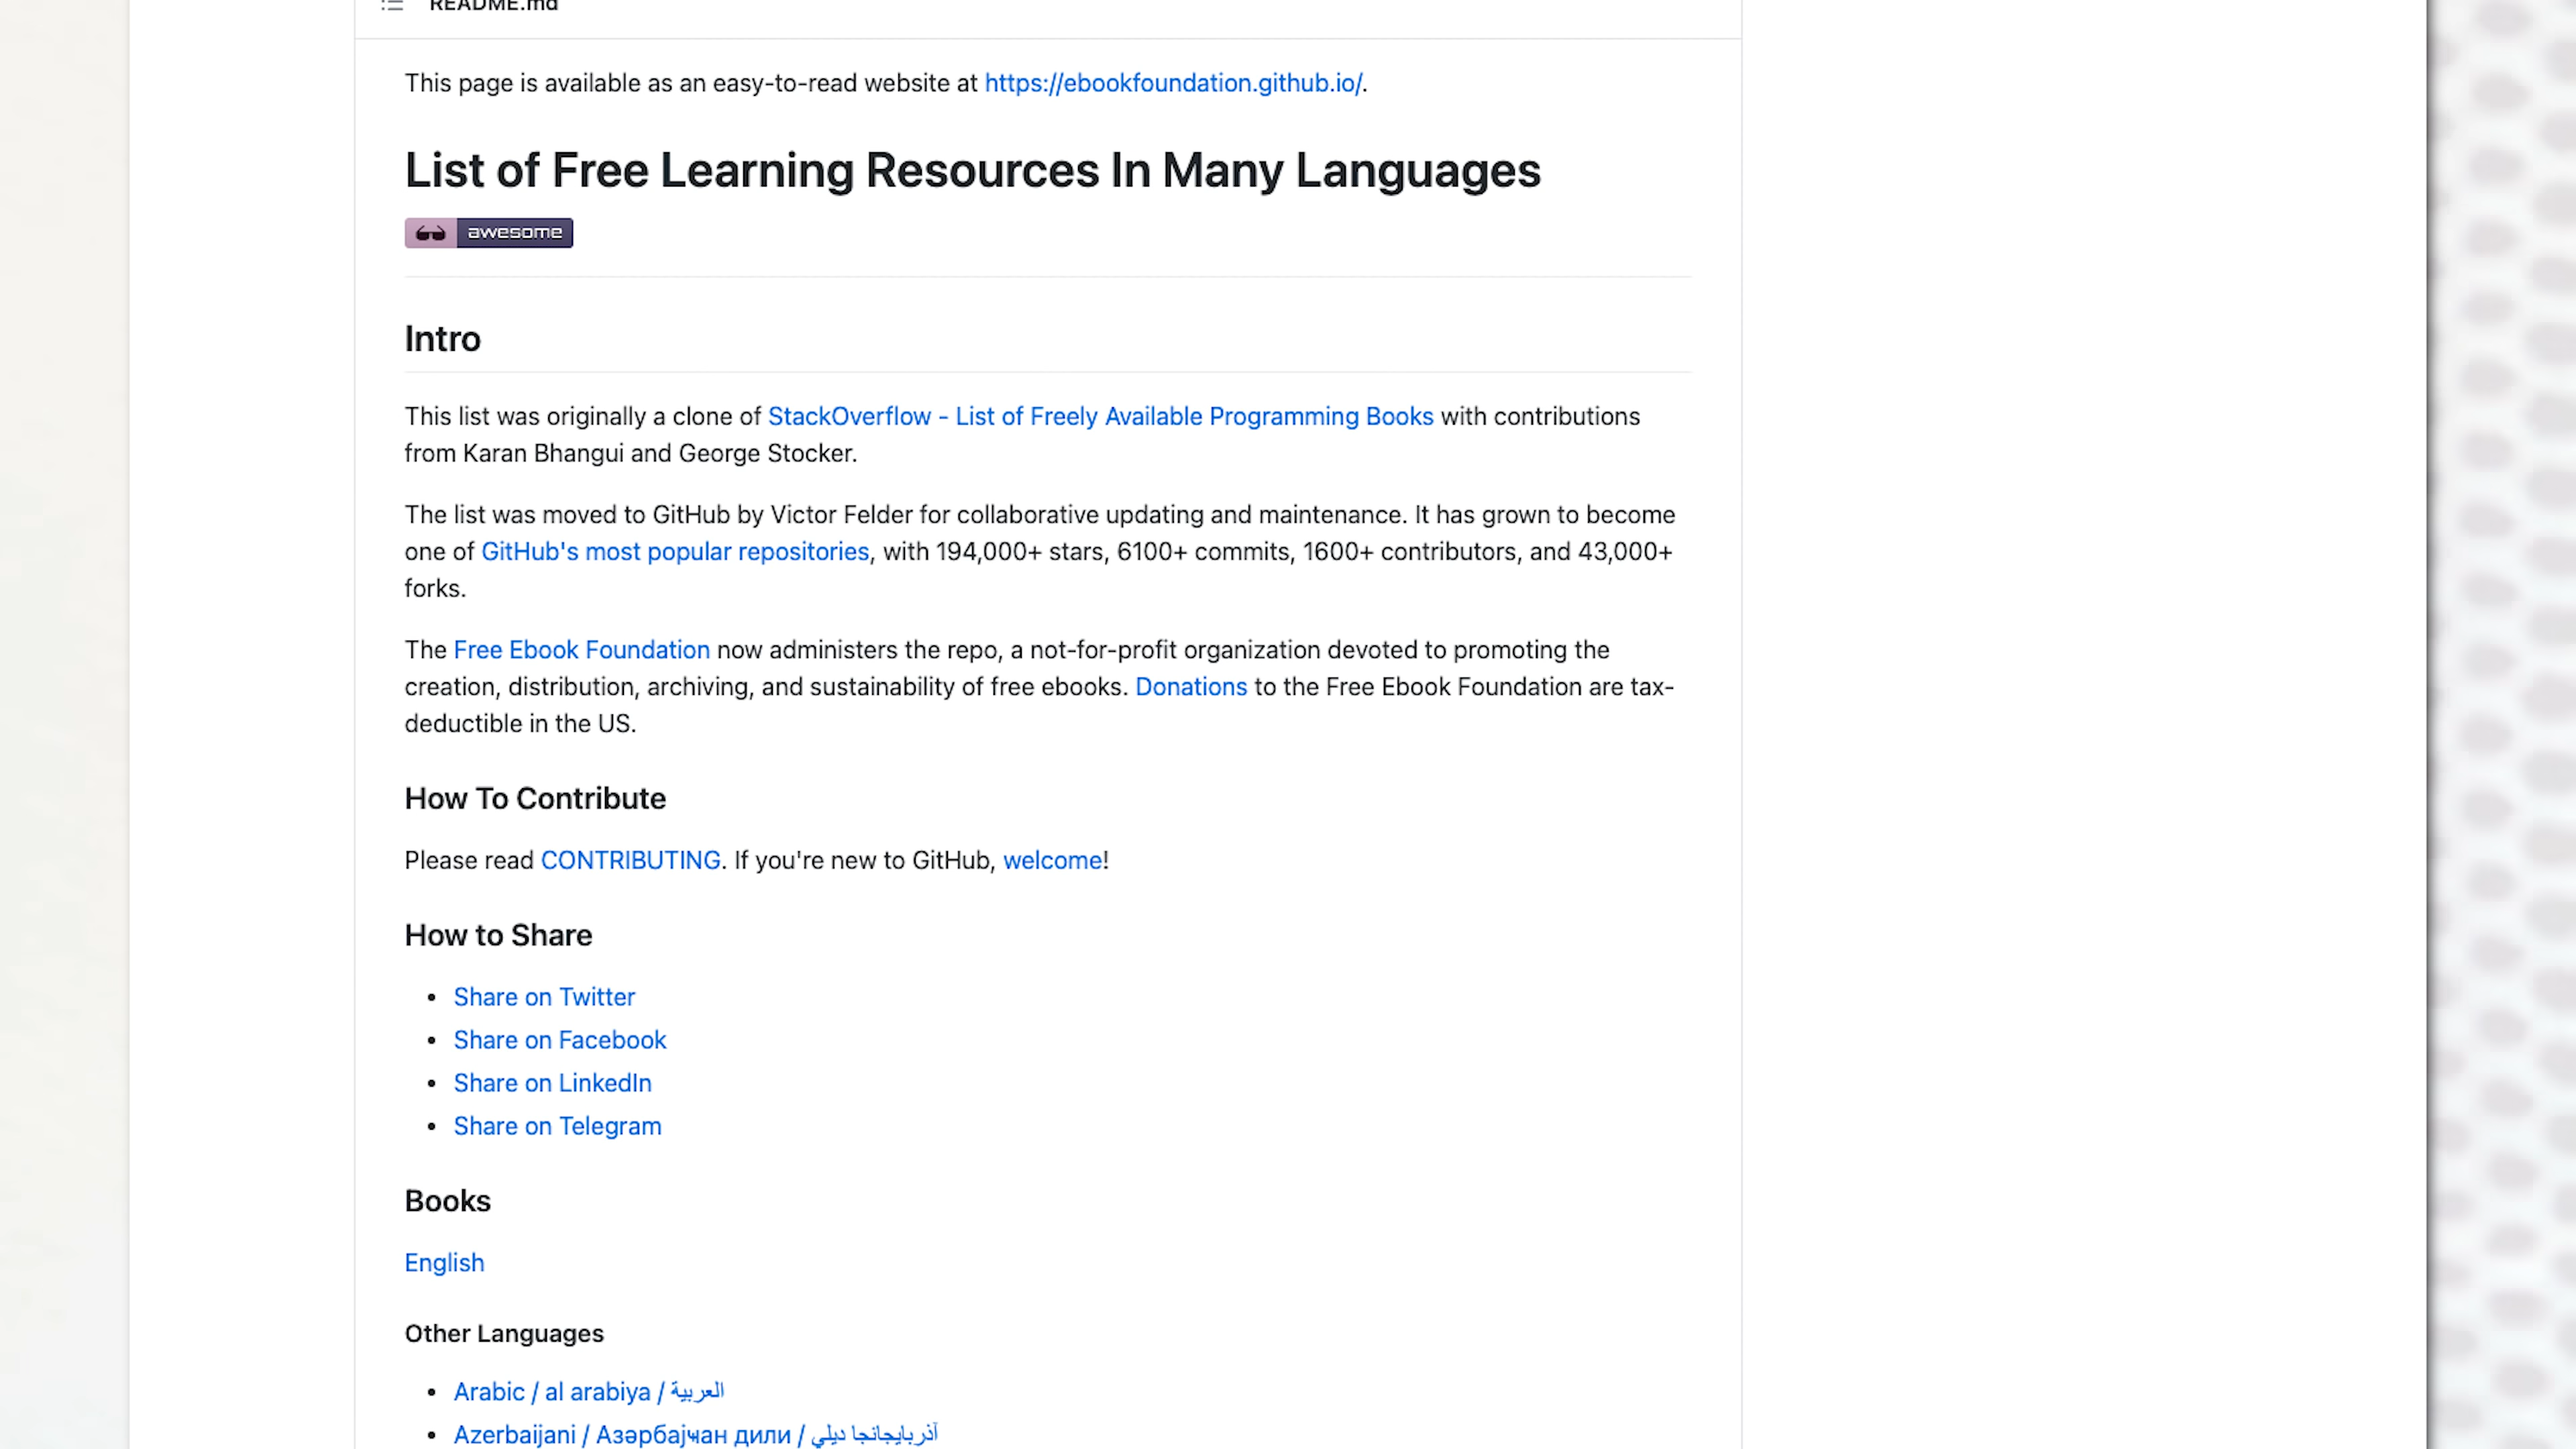 README.md
This page is available as an easy-to-read website at https://ebookfoundation.github.io/.
List of Free Learning Resources In Many Languages
awesome
Intro
This list was originally a clone of StackOverflow - List of Freely Available Programming Books with contributions
from Karan Bhangui and George Stocker.
The list was moved to GitHub by Victor Felder for collaborative updating and maintenance. It has grown to become
one of GitHub's most popular repositories, with 194,000+ stars, 6100+ commits, 1600+ contributors, and 43,000+
forks.
The Free Ebook Foundation now administers the repo, a not-for-profit organization devoted to promoting the
creation, distribution, archiving, and sustainability of free ebooks. Donations to the Free Ebook Foundation are tax-
deductible in the US.
How To Contribute
Please read CONTRIBUTING. If you're new to GitHub, welcome!
How to Share
• Share on Twitter
• Share on Facebook
• Share on LinkedIn
• Share on Telegram
Books
English
Other Languages
• Arabic / al arabiya / العربية
• Azerbaijani / Азәрбајҹан дили / آذربايجانجا ديلي